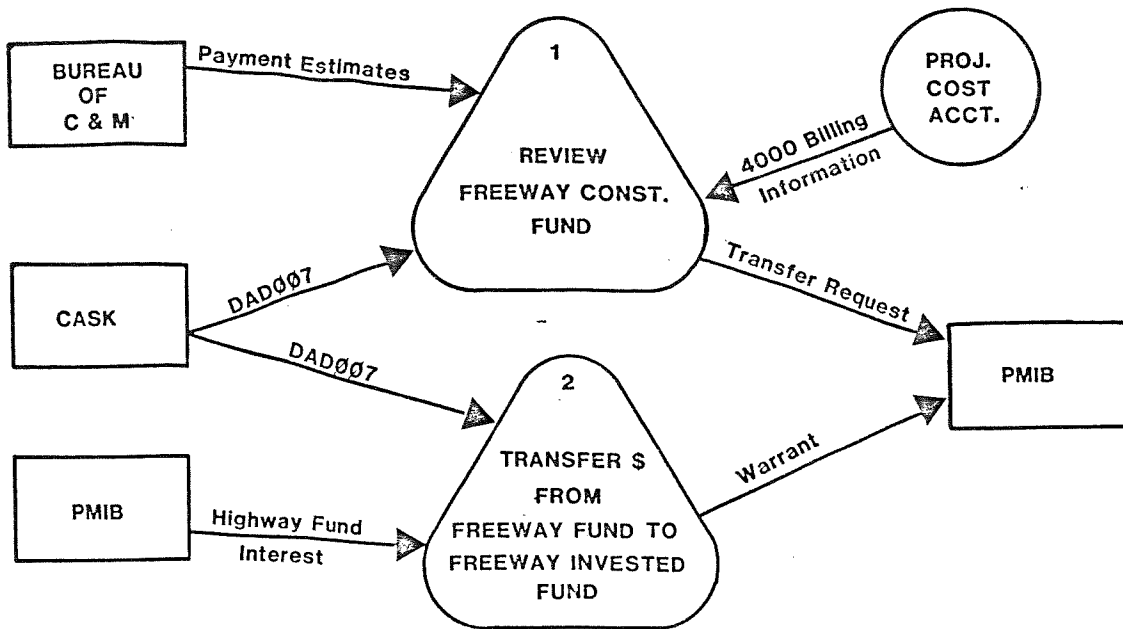 BUREAU
OF
C & M
Payment Estimates
1
REVIEW
FREEWAY CONST.
FUND
PROJ.
COST
ACCT.
4000 Billing
Information
CASK
DADØØ7
DADØØ7
Transfer Request
PMIB
2
TRANSFER $
FROM
FREEWAY FUND TO
FREEWAY INVESTED
FUND
PMIB
Highway Fund
Interest
Warrant